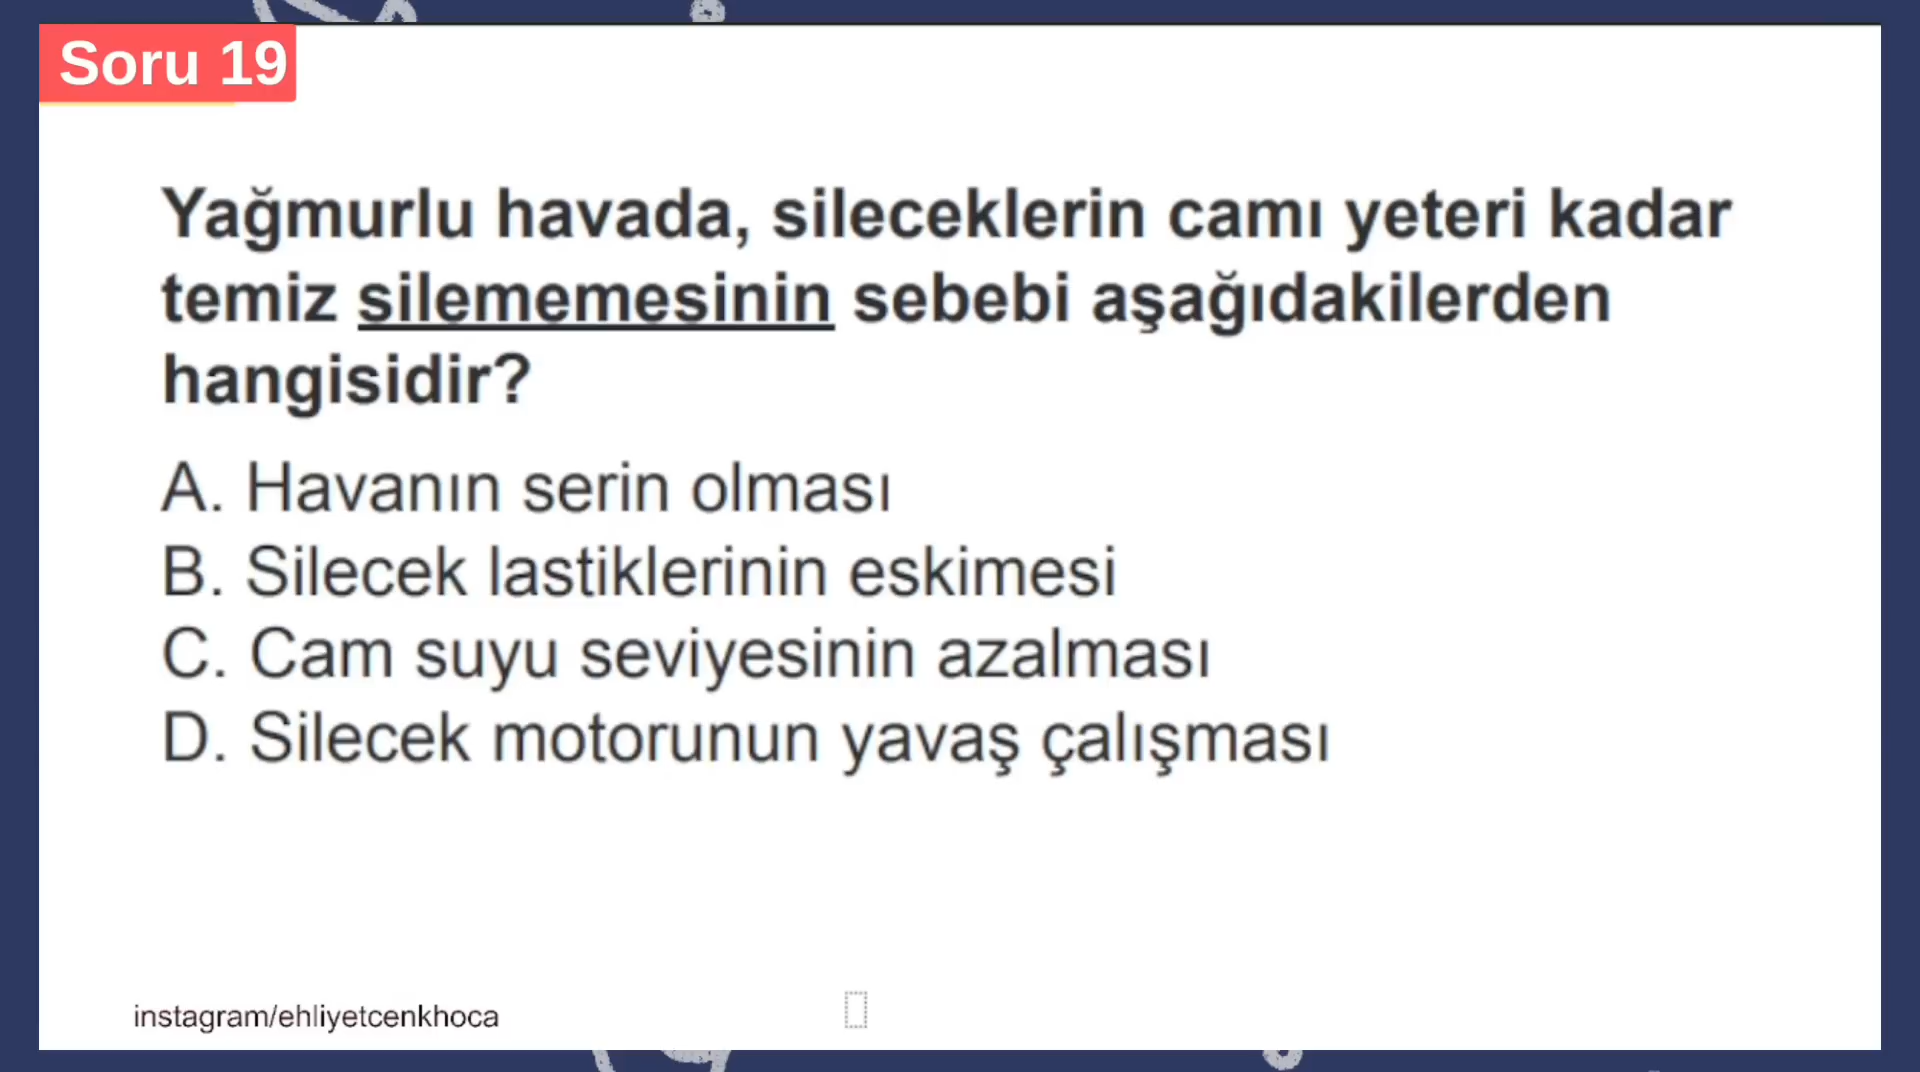 Soru 19
Yağmurlu havada, sileceklerin camı yeteri kadar
temiz silememesinin sebebi aşağıdakilerden
hangisidir?
A. Havanın serin olması
B. Silecek lastiklerinin eskimesi
C. Cam suyu seviyesinin azalması
D. Silecek motorunun yavaş çalışması
instagram/ehliyetcenkhoca